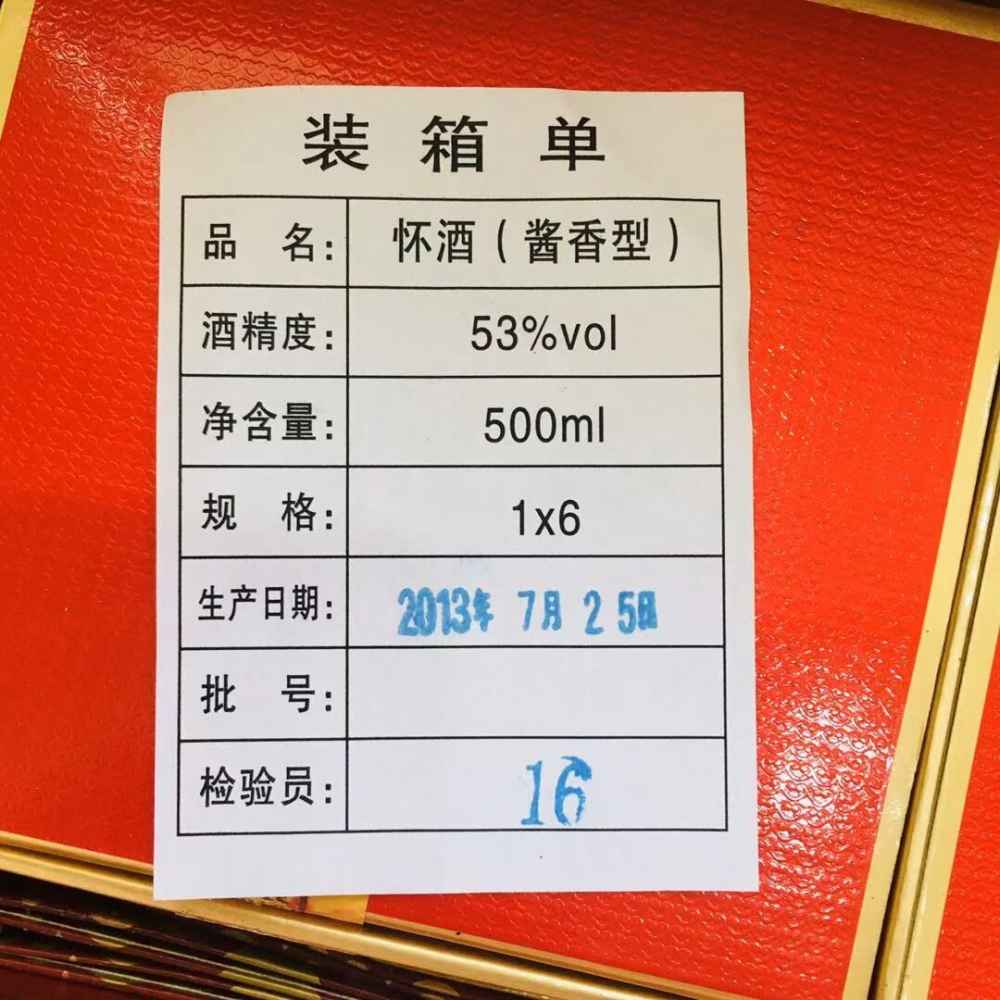 装箱单
品 名： 怀酒（酱香型）
酒精度： 53%vol
净含量： 500ml
规 格： 1x6
生产日期： 2013年 7月 25日
批 号：
检验员： 16